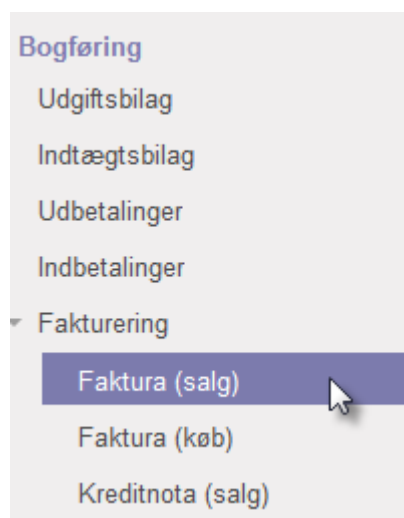 Bogføring
Udgiftsbilag
Indtægtsbilag
Udbetalinger
Indbetalinger
Fakturering
Faktura (salg)
Faktura (køb)
Kreditnota (salg)